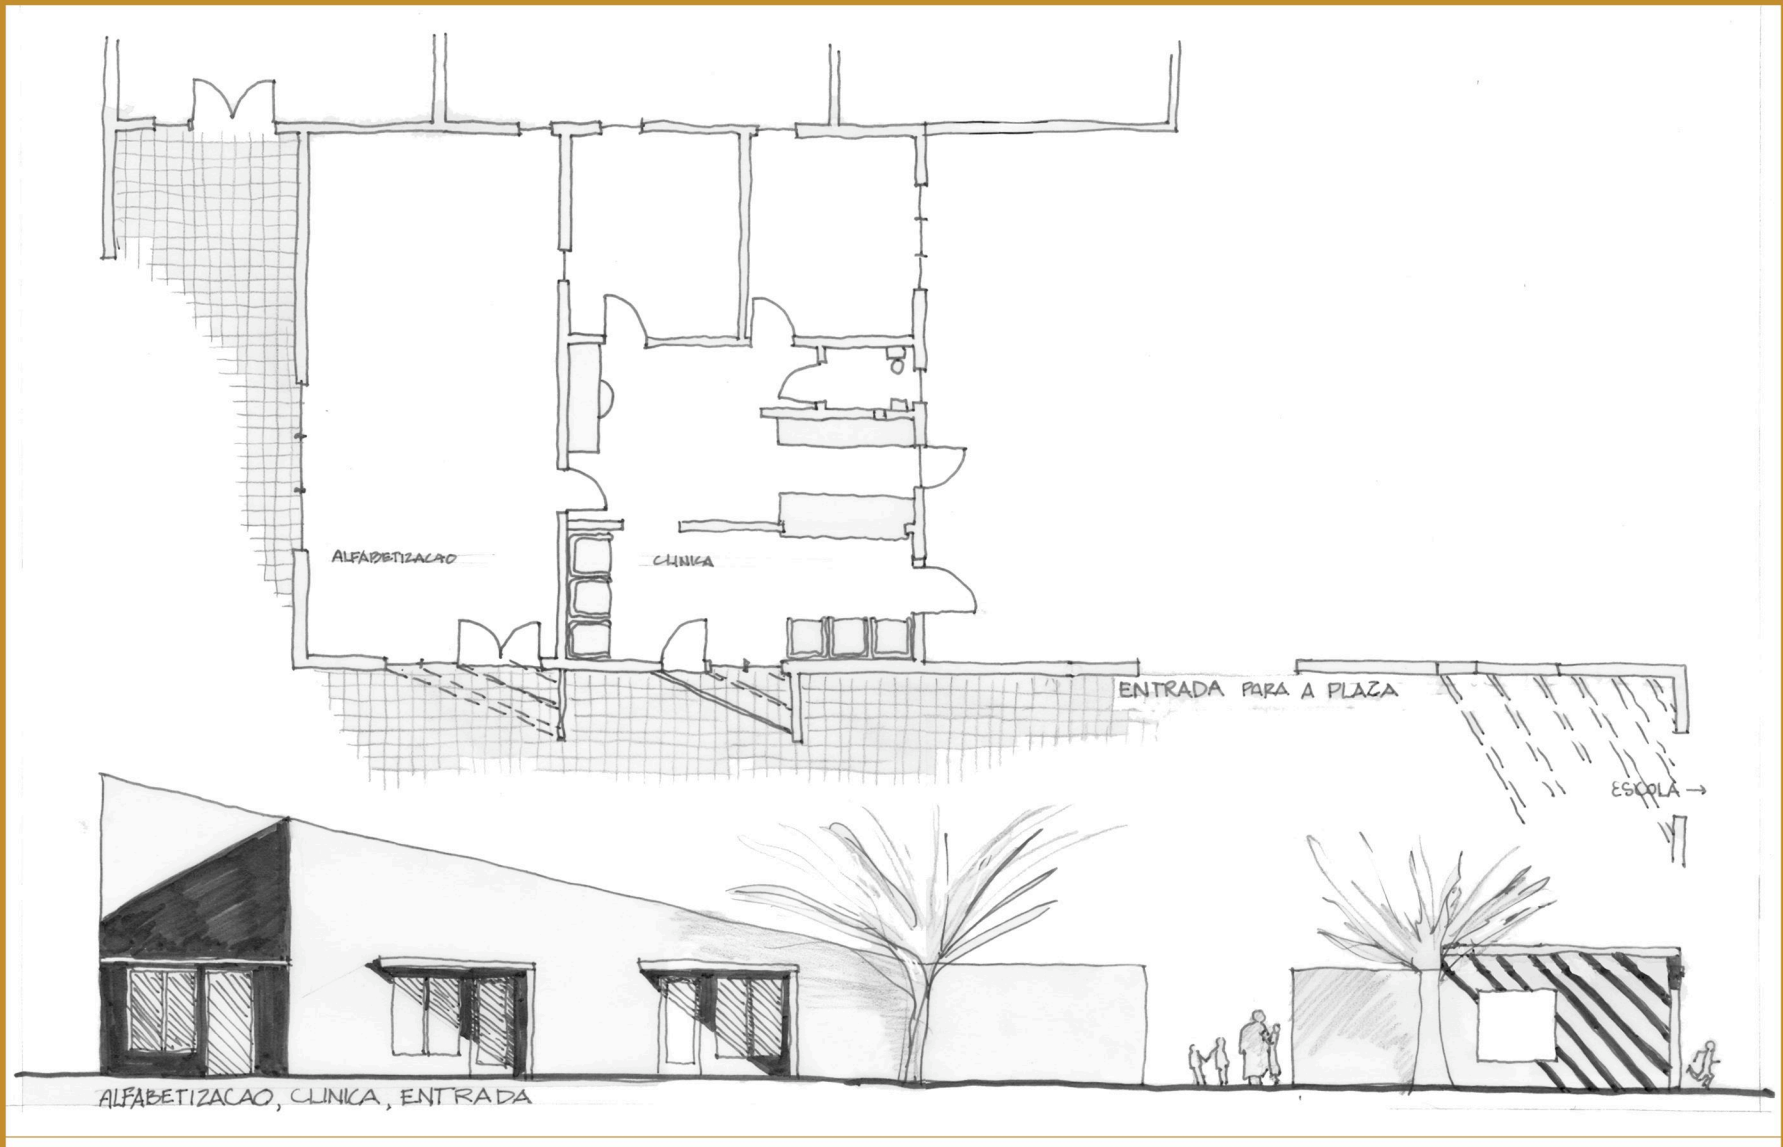 ALFABETIZACAO
CLINICA
ENTRADA PARA A PLAZA
ESCOLA →
ALFABETIZACAO, CLINICA, ENTRADA